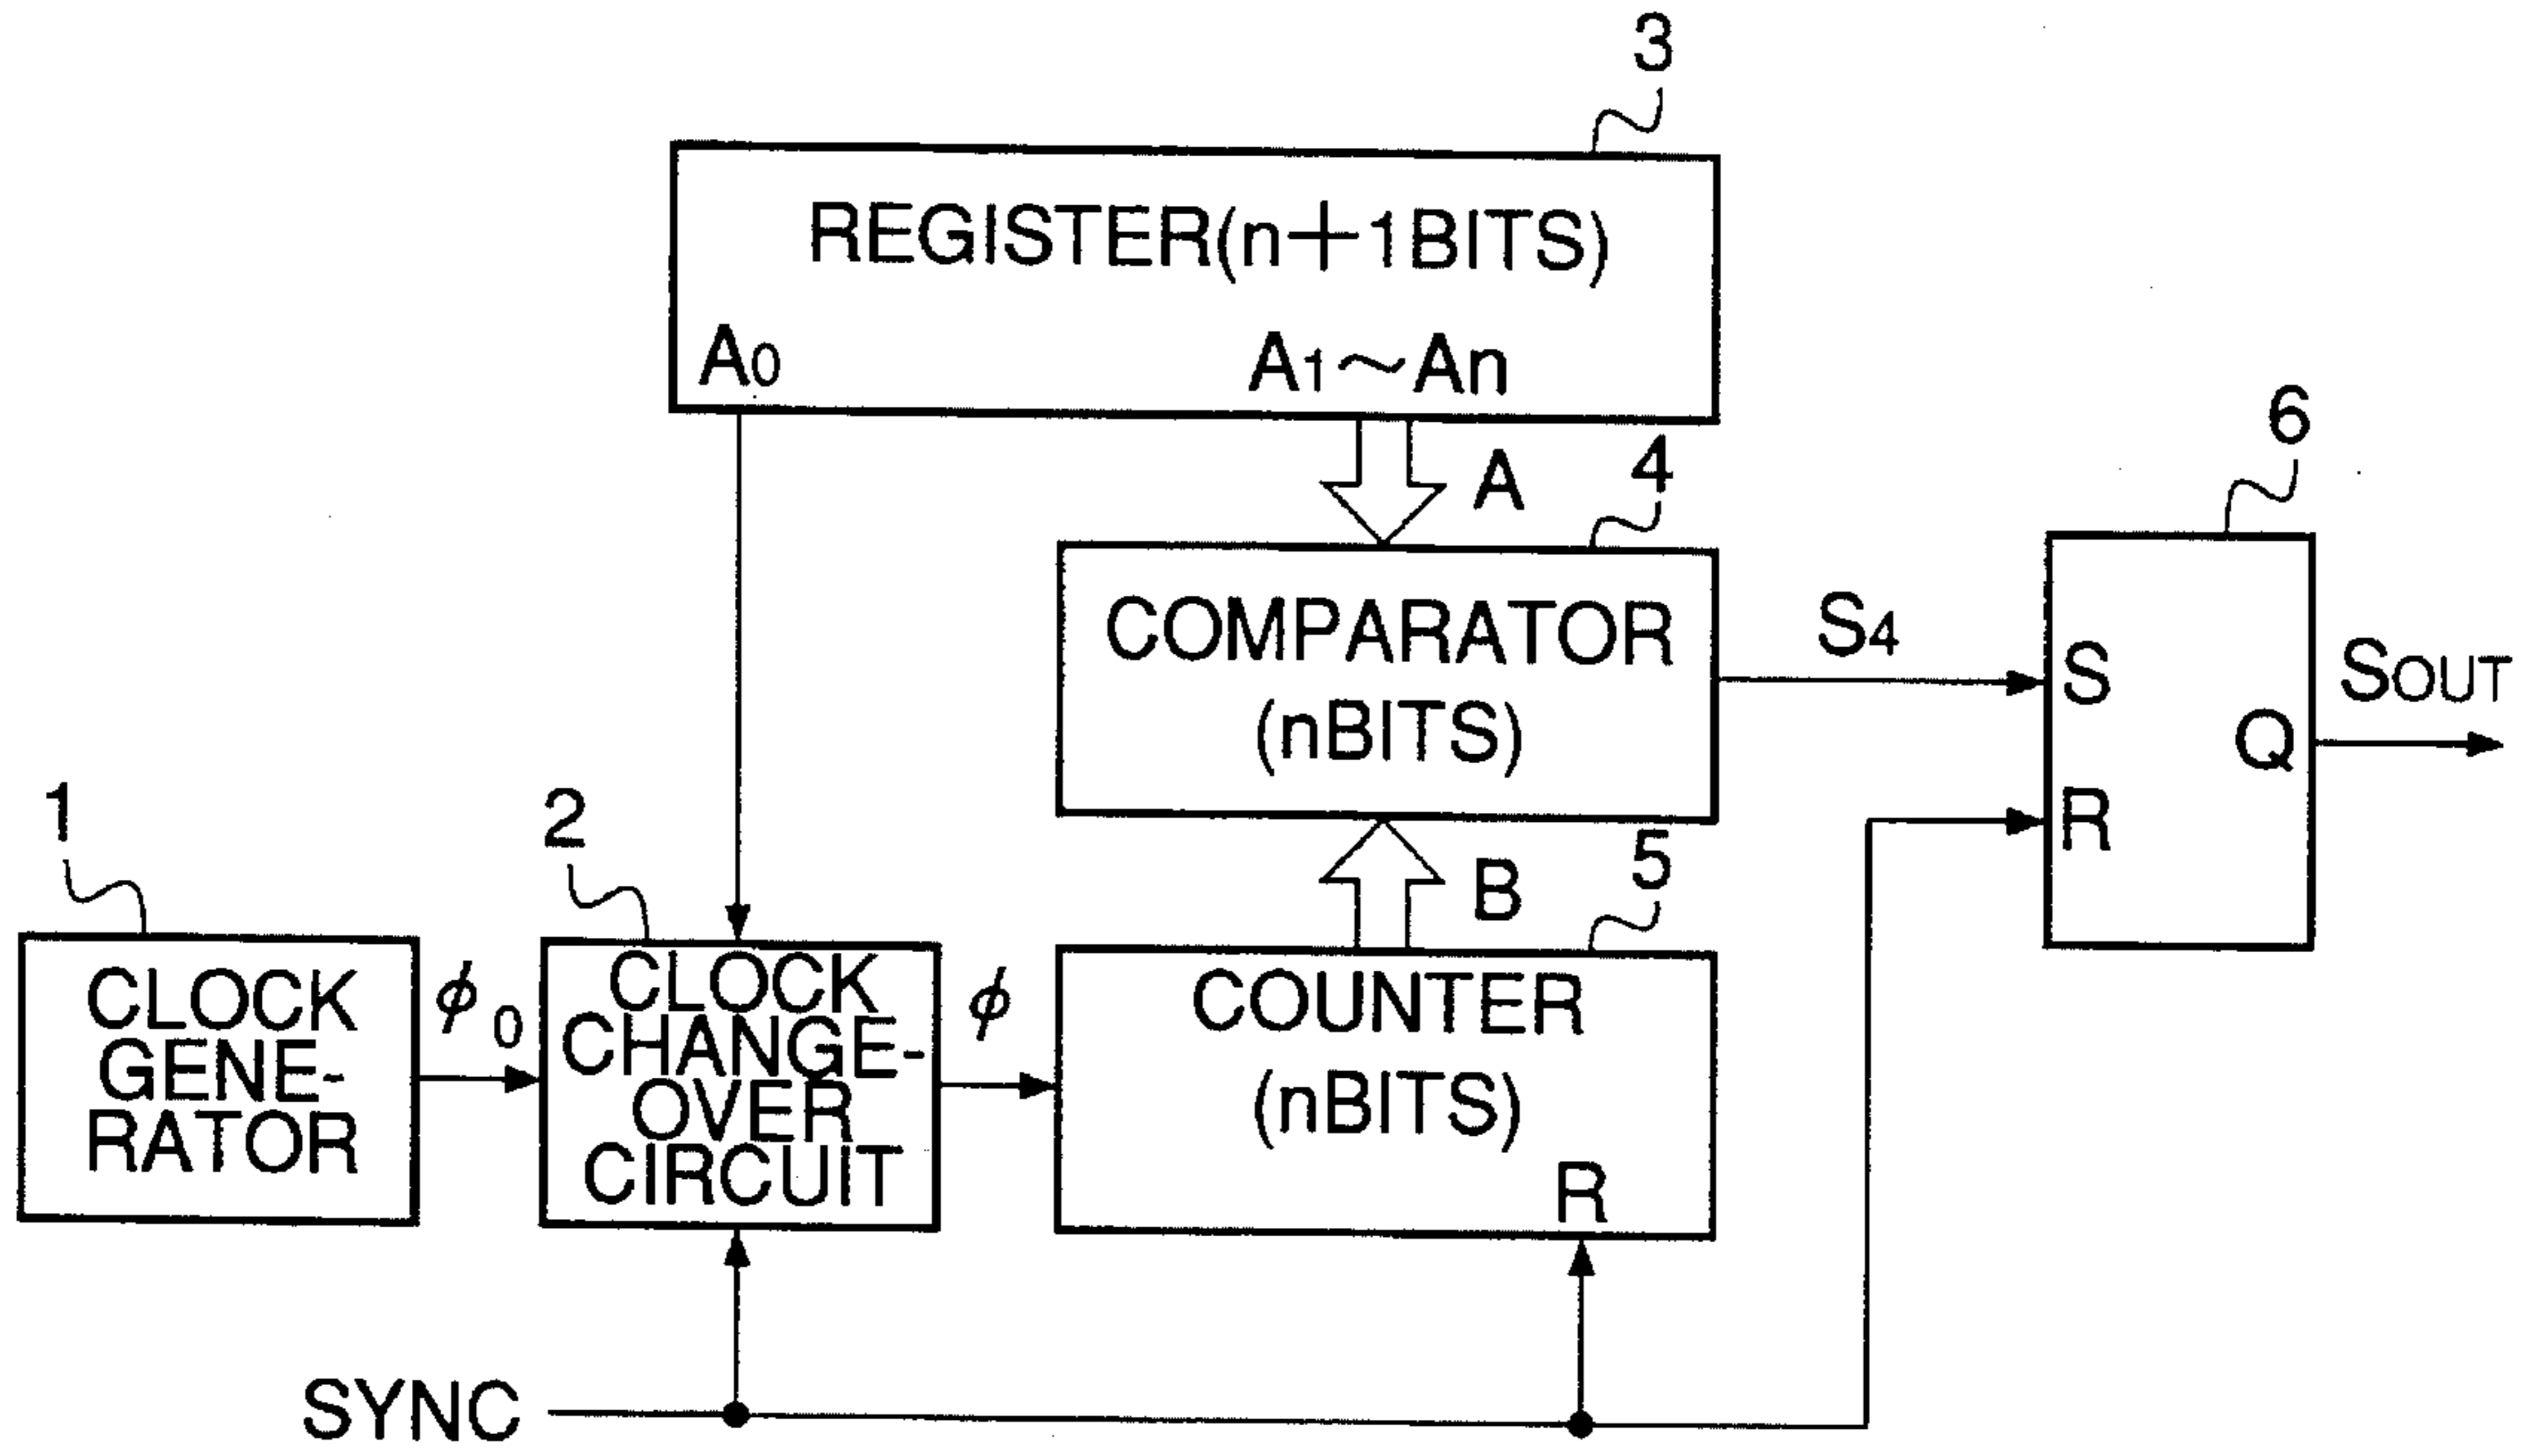 3
REGISTER(n+1BITS)
A0
A1~An
A
4
6
COMPARATOR
(nBITS)
S4
S
R
Q
SOUT
B
5
1
CLOCK
GENE-
RATOR
ϕ0
2
CLOCK
CHANGE-
OVER
CIRCUIT
ϕ
COUNTER
(nBITS)
R
SYNC